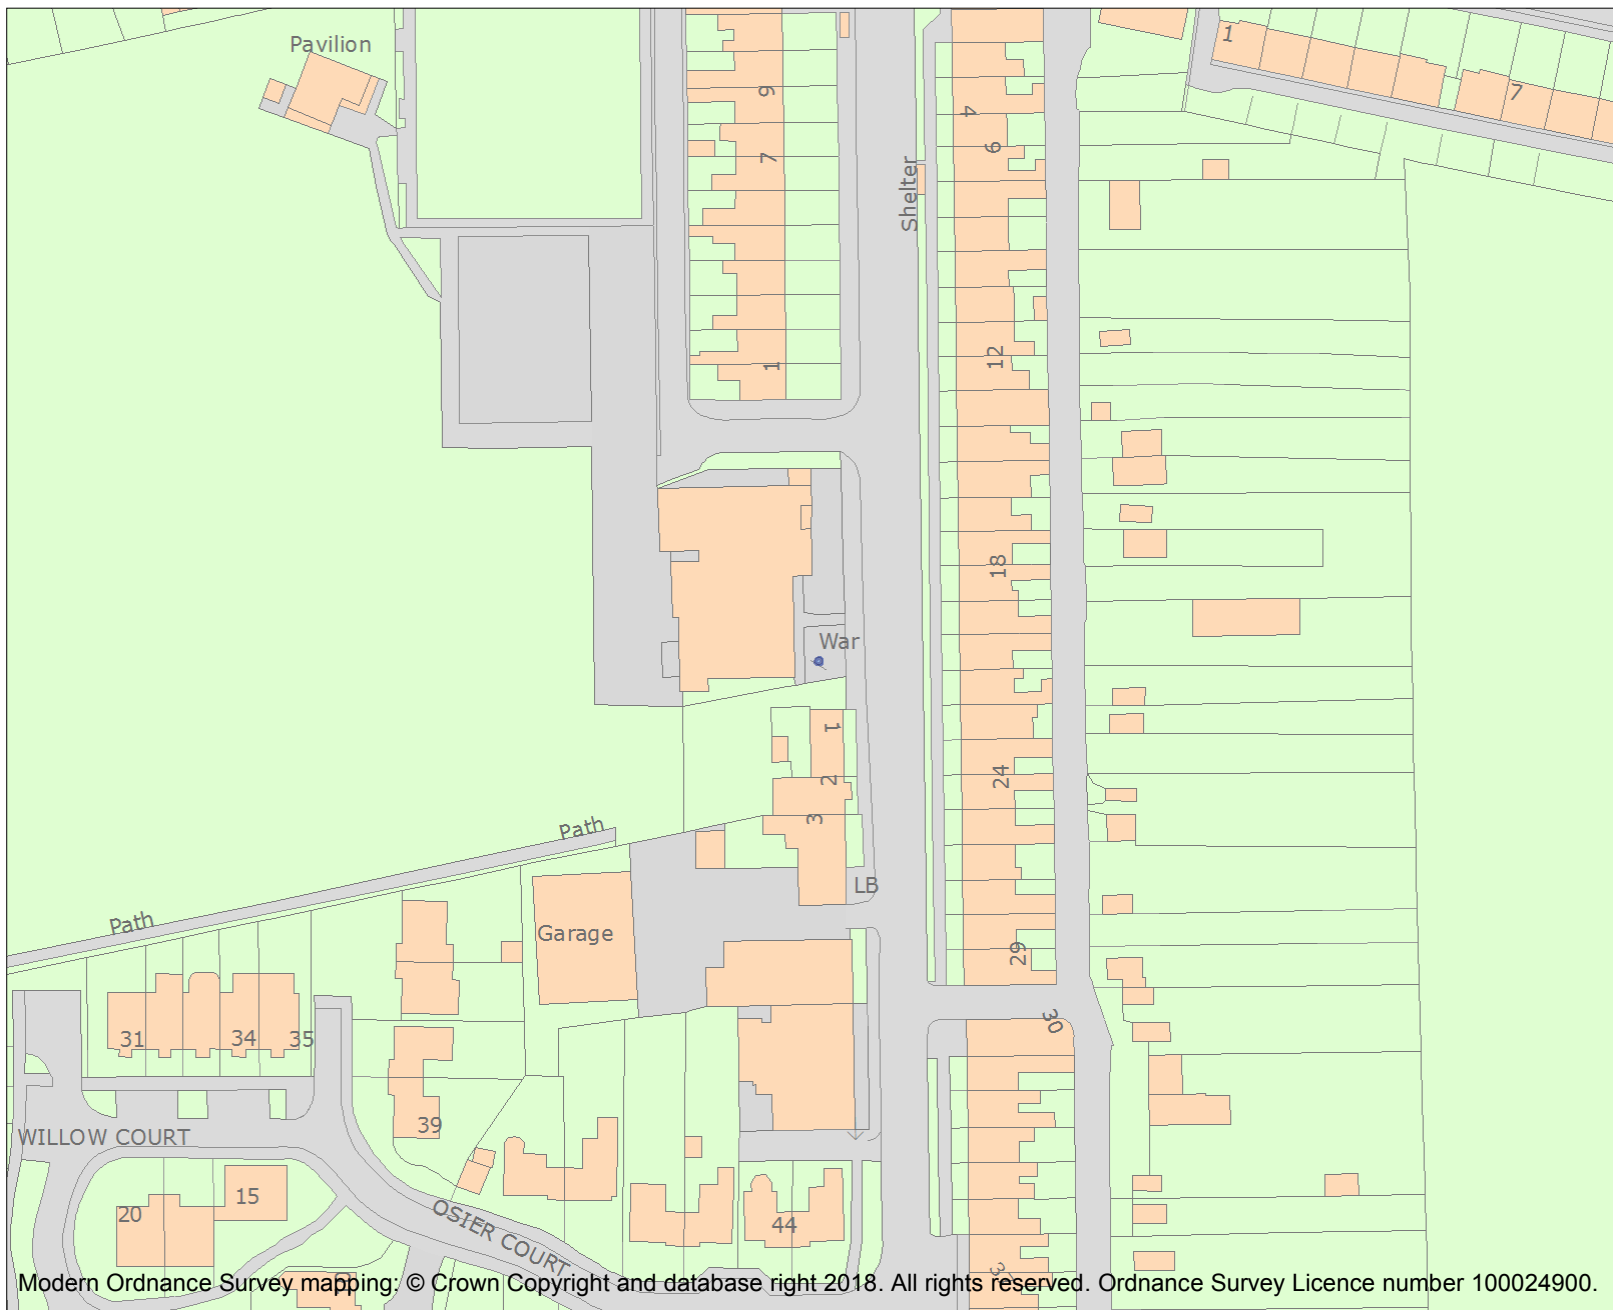 Pavilion
1
7
9
4
7
6
Shelter
12
1
18
War
1
24
2
3
Path
LB
Path
Garage
29
30
31
34
35
39
WILLOW COURT
15
20
OSIER COURT
44
Modern Ordnance Survey mapping: © Crown Copyright and database right 2018. All rights reserved. Ordnance Survey Licence number 100024900.